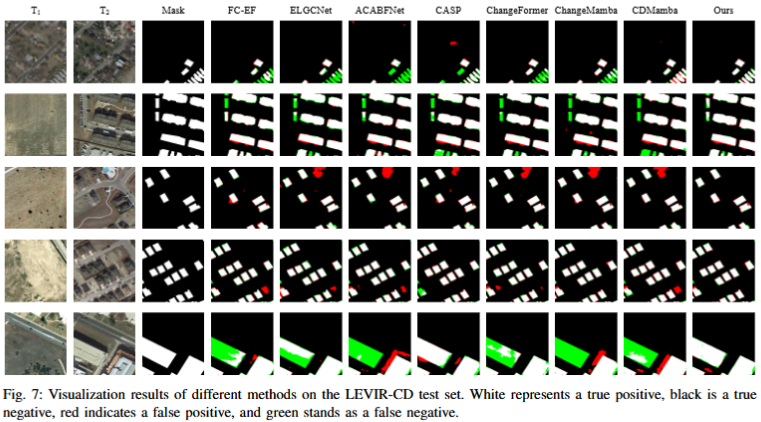 T₁ T₂ Mask FC-EF ELGCNet ACABFNet CASP ChangeFormer ChangeMamba CDMamba Ours
Fig. 7: Visualization results of different methods on the LEVIR-CD test set. White represents a true positive, black is a true
negative, red indicates a false positive, and green stands as a false negative.